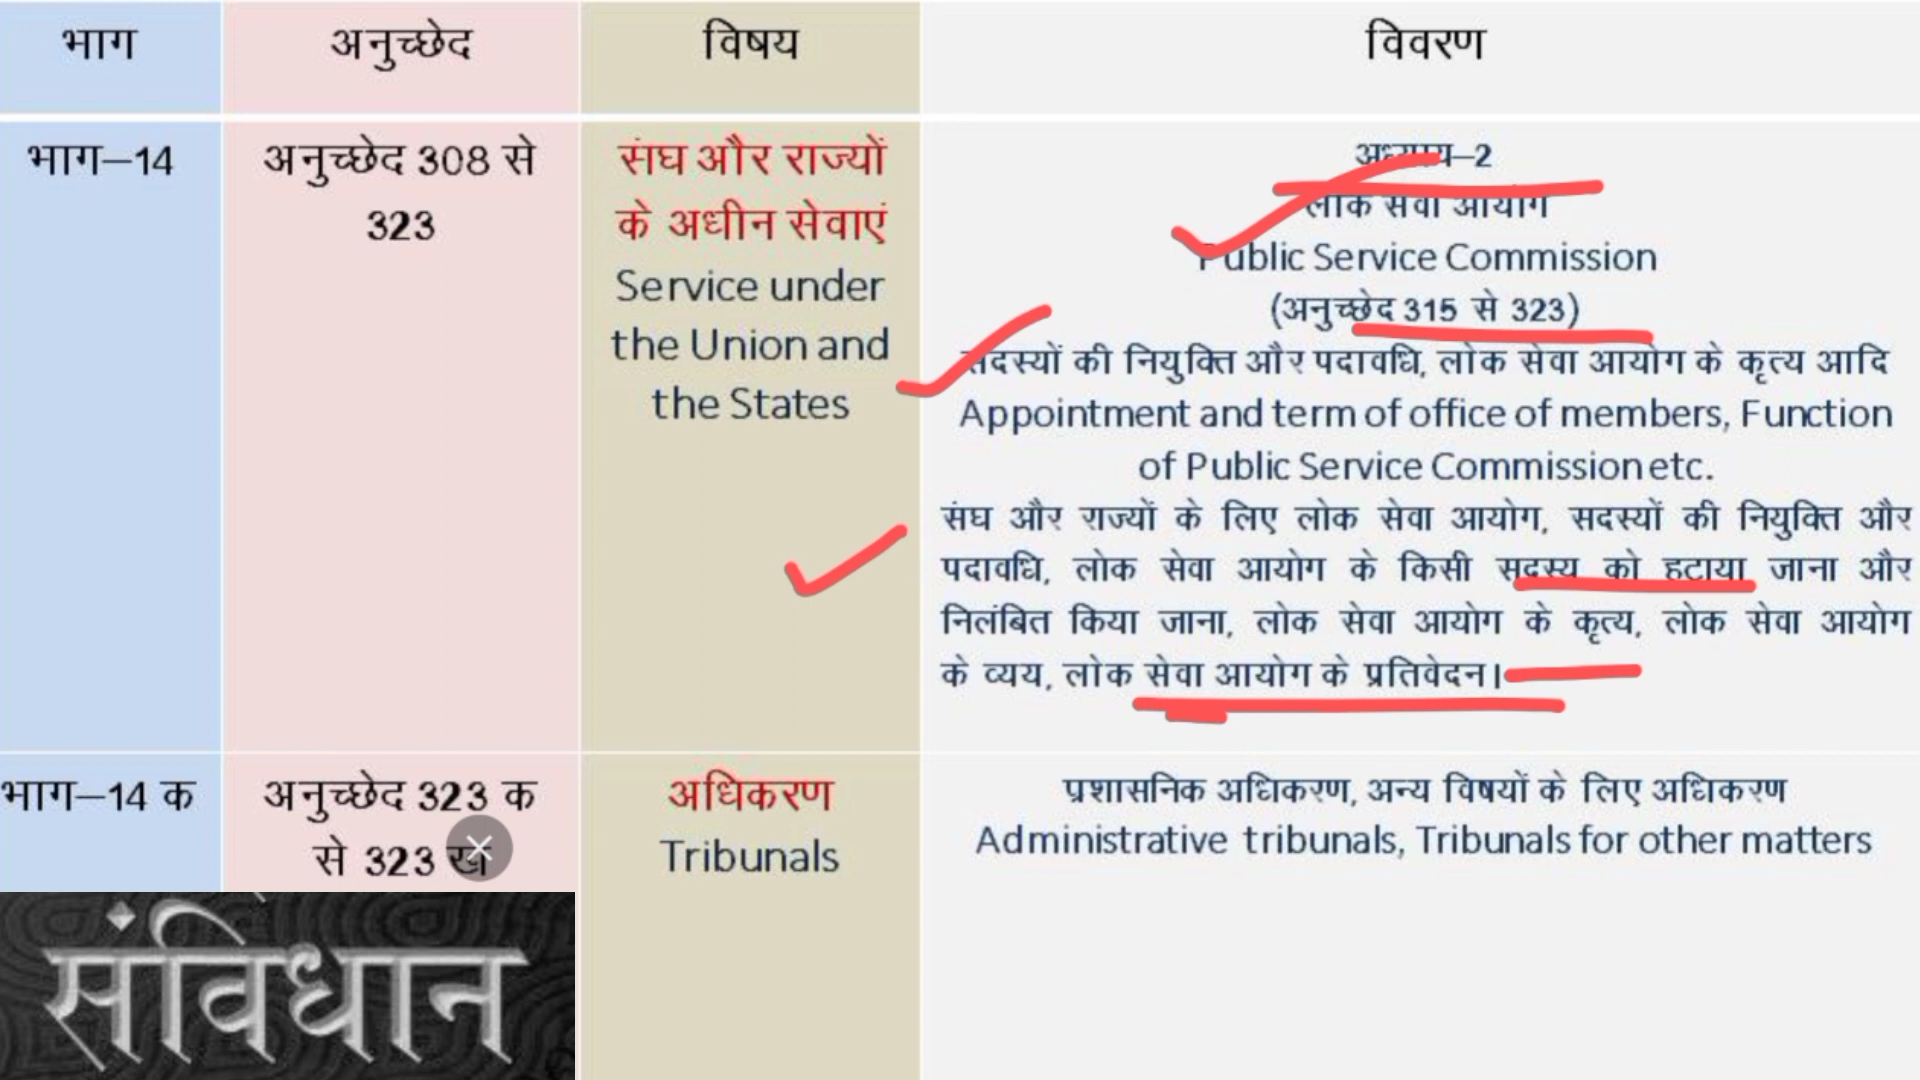 भाग
अनुच्छेद
विषय
विवरण
भाग–14
अनुच्छेद 308 से
323
संघ और राज्यों
के अधीन सेवाएं
Service under
the Union and
the States
अध्याय–2
लोक सेवा आयोग
Public Service Commission
(अनुच्छेद 315 से 323)
सदस्यों की नियुक्ति और पदावधि, लोक सेवा आयोग के कृत्य आदि
Appointment and term of office of members, Function
of Public Service Commission etc.
संघ और राज्यों के लिए लोक सेवा आयोग, सदस्यों की नियुक्ति और
पदावधि, लोक सेवा आयोग के किसी सदस्य को हटाया जाना और
निलंबित किया जाना, लोक सेवा आयोग के कृत्य, लोक सेवा आयोग
के व्यय, लोक सेवा आयोग के प्रतिवेदन।
भाग–14 क
अनुच्छेद 323 क
से 323 ख
अधिकरण
Tribunals
प्रशासनिक अधिकरण, अन्य विषयों के लिए अधिकरण
Administrative tribunals, Tribunals for other matters
संविधान